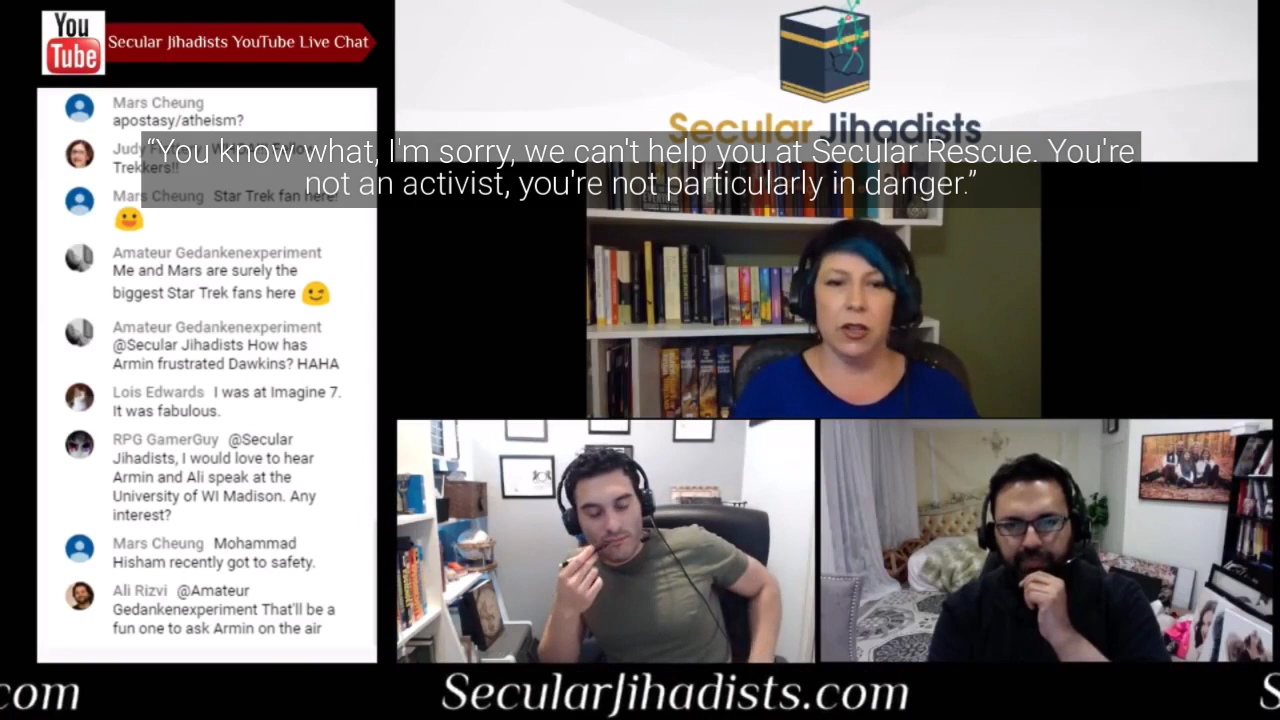 You
Tube
Secular Jihadists YouTube Live Chat
Mars Cheung
apostasy/atheism?
Judy
Trekkers!!
Mars Cheung Star Trek fan here!
Amateur Gedankenexperiment
Me and Mars are surely the
biggest Star Trek fans here
Amateur Gedankenexperiment
@Secular Jihadists How has
Armin frustrated Dawkins? HAHA
Lois Edwards I was at Imagine 7.
It was fabulous.
RPG GamerGuy @Secular
Jihadists, I would love to hear
Armin and Ali speak at the
University of WI Madison. Any
interest?
Mars Cheung Mohammad
Hisham recently got to safety.
Ali Rizvi @Amateur
Gedankenexperiment That'll be a
fun one to ask Armin on the air
Secular Jihadists
“You know what, I'm sorry, we can't help you at Secular Rescue. You're
not an activist, you're not particularly in danger.”
.com
SecularJihadists.com
S